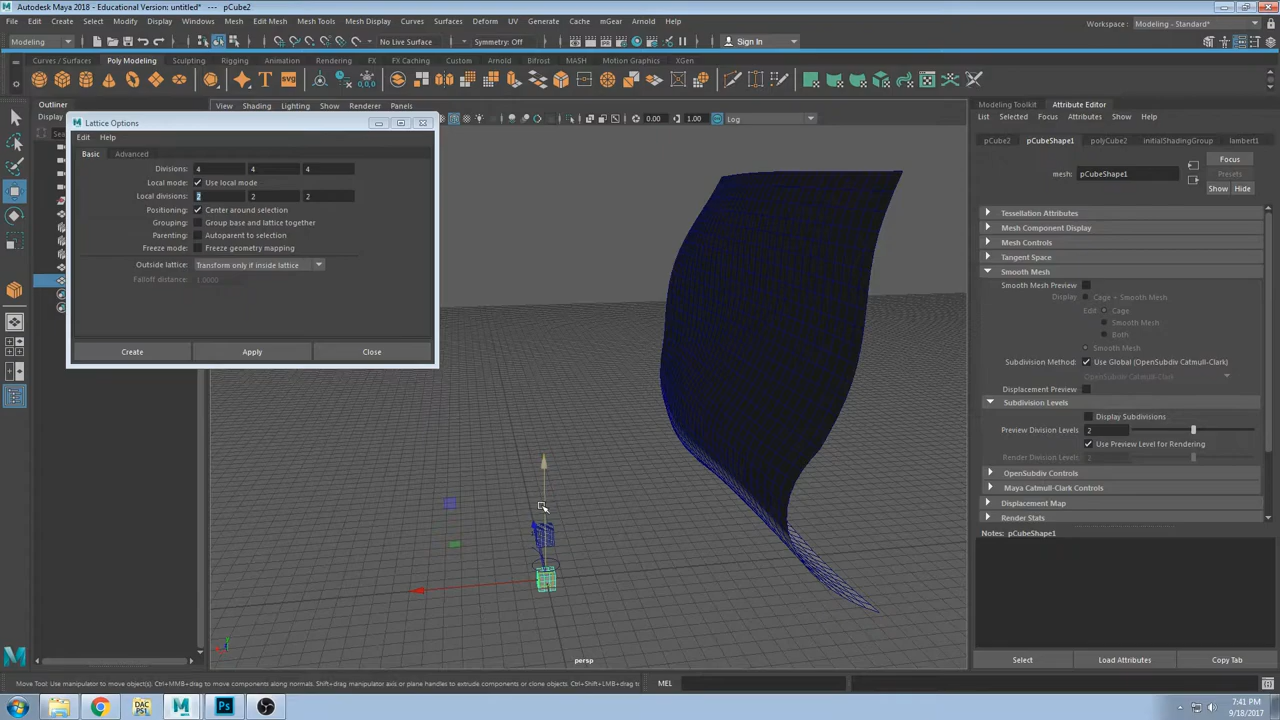 Autodesk Maya 2018 - Educational Version: untitled* --- pCube2
File Edit Create Select Modify Display Windows Mesh Edit Mesh Mesh Tools Mesh Display Curves Surfaces Deform UV Generate Cache mGear Arnold Help
Workspace : Modeling - Standard*
Modeling No Live Surface Symmetry: Off Sign In
Curves / Surfaces Poly Modeling Sculpting Rigging Animation Rendering FX FX Caching Custom Arnold Bifrost MASH Motion Graphics XGen
Outliner
Display
View Shading Lighting Show Renderer Panels
0.00 1.00 Log
Lattice Options
Edit Help
Basic Advanced
Divisions: 4 4 4
Local mode: Use local mode
Local divisions: 2 2 2
Positioning: Center around selection
Grouping: Group base and lattice together
Parenting: Autoparent to selection
Freeze mode: Freeze geometry mapping
Outside lattice: Transform only if inside lattice
Falloff distance: 1.0000
Create Apply Close
persp
Modeling Toolkit Attribute Editor
List Selected Focus Attributes Show Help
pCube2 pCubeShape1 polyCube2 initialShadingGroup lambert1
Focus
mesh: pCubeShape1 Presets
Show Hide
Tessellation Attributes
Mesh Component Display
Mesh Controls
Tangent Space
Smooth Mesh
Smooth Mesh Preview
Display Cage + Smooth Mesh
Edit Cage
Smooth Mesh
Both
Smooth Mesh
Subdivision Method: Use Global (OpenSubdiv Catmull-Clark)
OpenSubdiv Catmull-Clark
Displacement Preview
Subdivision Levels
Display Subdivisions
Preview Division Levels 2
Use Preview Level for Rendering
Render Division Levels
OpenSubdiv Controls
Maya Catmull-Clark Controls
Displacement Map
Render Stats
Notes: pCubeShape1
Select Load Attributes Copy Tab
Move Tool: Use manipulator to move object(s). Ctrl+MMB+drag to move components along normals. Shift+drag manipulator axis or plane handles to extrude components or clone objects. Ctrl+Shift+LMB+drag to
MEL
DAC
PS1
Ps
7:41 PM
9/18/2017